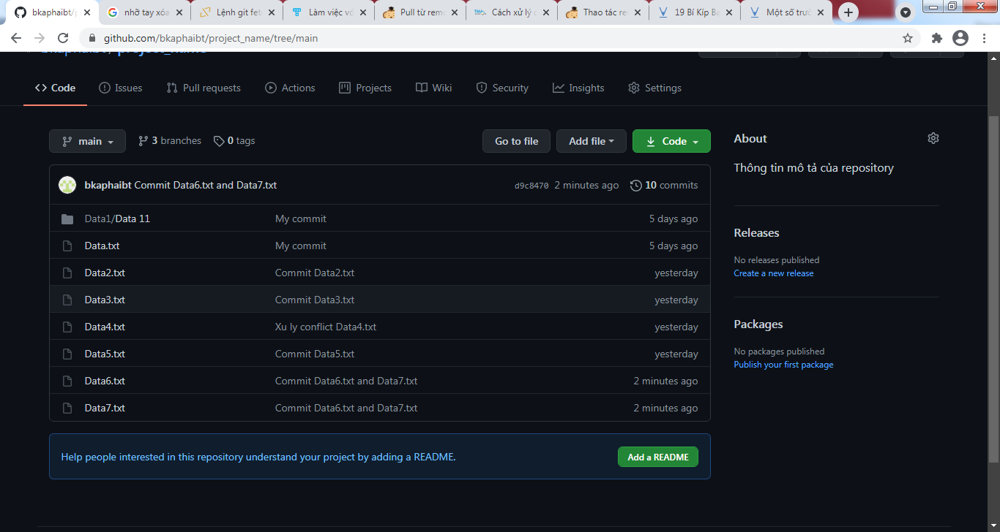 bkaphaibt/p
nhỡ tay xóa
Lệnh git fet
Làm việc vớ
Pull từ rem
Cách xử lý c
Thao tác re
19 Bí Kíp Bả
Một số trư
github.com/bkaphaibt/project_name/tree/main
bkaphaibt / project_name
Code Issues Pull requests Actions Projects Wiki Security Insights Settings
main 3 branches 0 tags Go to file Add file Code
bkaphaibt Commit Data6.txt and Data7.txt d9c8470 2 minutes ago 10 commits
Data1/Data 11 My commit 5 days ago
Data.txt My commit 5 days ago
Data2.txt Commit Data2.txt yesterday
Data3.txt Commit Data3.txt yesterday
Data4.txt Xu ly conflict Data4.txt yesterday
Data5.txt Commit Data5.txt yesterday
Data6.txt Commit Data6.txt and Data7.txt 2 minutes ago
Data7.txt Commit Data6.txt and Data7.txt 2 minutes ago
Help people interested in this repository understand your project by adding a README. Add a README
About
Thông tin mô tả của repository
Releases
No releases published
Create a new release
Packages
No packages published
Publish your first package